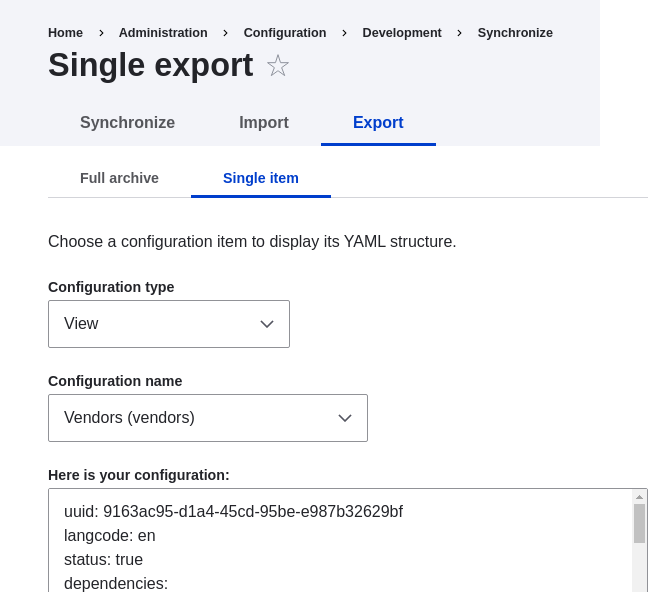 Home > Administration > Configuration > Development > Synchronize
Single export ☆
Synchronize Import Export
Full archive Single item
Choose a configuration item to display its YAML structure.
Configuration type
View
Configuration name
Vendors (vendors)
Here is your configuration:
uuid: 9163ac95-d1a4-45cd-95be-e987b32629bf
langcode: en
status: true
dependencies: